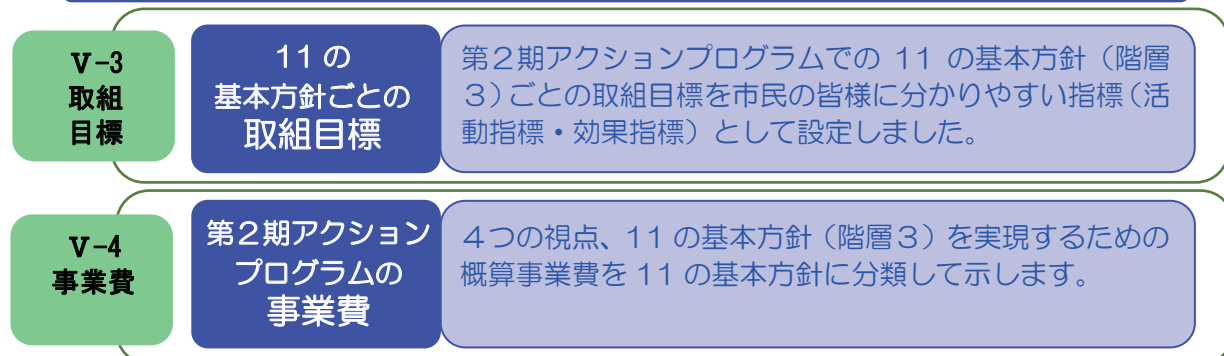 Ⅴ-3
取組
目標
11 の
基本方針ごとの
取組目標
第２期アクションプログラムでの 11 の基本方針（階層
３）ごとの取組目標を市民の皆様に分かりやすい指標（活
動指標・効果指標）として設定しました。
Ⅴ-4
事業費
第２期アクション
プログラムの
事業費
４つの視点、11 の基本方針（階層３）を実現するための
概算事業費を 11 の基本方針に分類して示します。